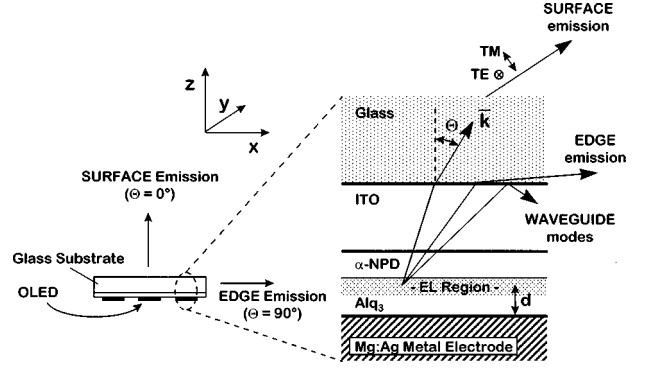 SURFACE
emission
TM
TE ⊗
z
y
x
Glass
Θ
k̄
EDGE
emission
SURFACE Emission
(Θ = 0°)
ITO
WAVEGUIDE
modes
Glass Substrate
α-NPD
OLED
EDGE Emission
(Θ = 90°)
- EL Region -
d
Alq₃
Mg:Ag Metal Electrode